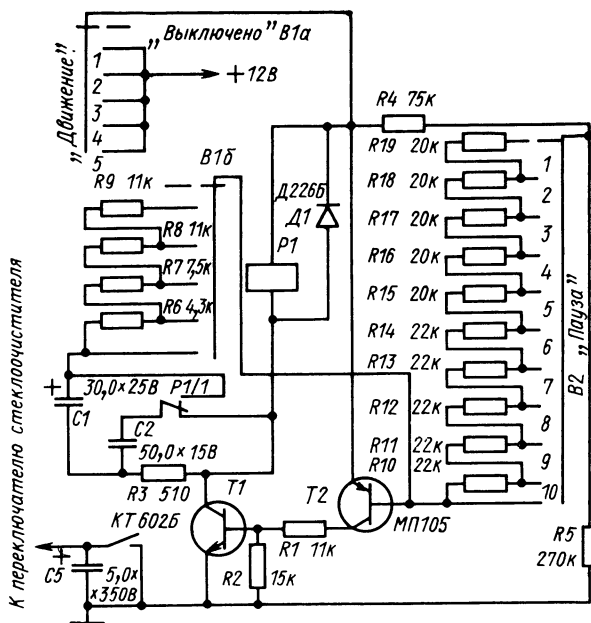 „Выключено" В1а
„Движение".
1
2
3
4
5
+12В
R4 75к
R19 20к
R18 20к
R17 20к
R16 20к
R15 20к
R14 22к
R13 22к
R12 22к
R11 22к
R10 22к
1
2
3
4
5
6
7
8
9
10
В2 „Пауза"
В1б
R9 11к
R8 11к
R7 7,5к
R6 4,3к
Д226Б
Д1
Р1
+
30,0×25В
С1
Р1/1
С2
50,0×15В
R3 510
Т1
Т2
КТ602Б
МП105
R1 11к
R2
15к
R5
270к
К переключателю стеклоочистителя
+
С5
5,0×
×350В